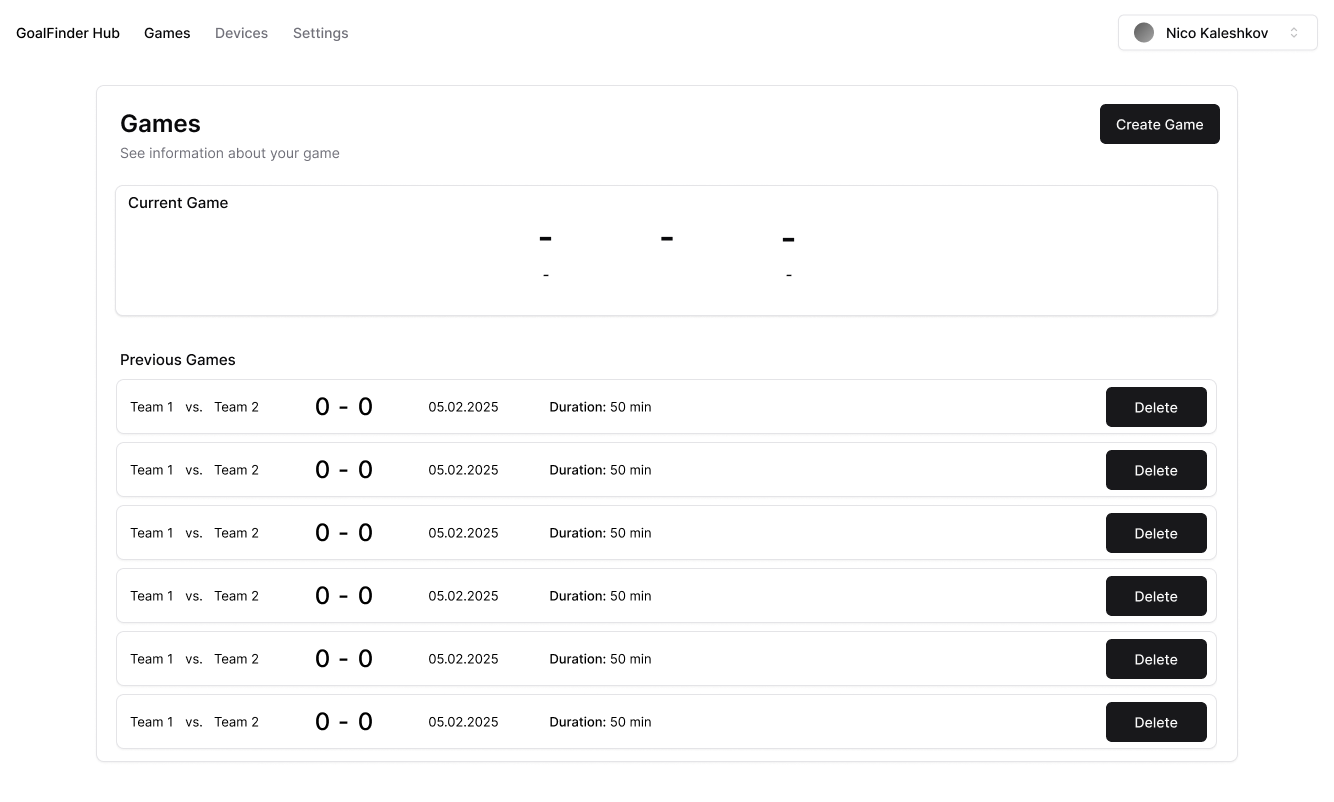 GoalFinder Hub Games Devices Settings Nico Kaleshkov
Games
Create Game
See information about your game
Current Game
- - -
- -
Previous Games
Team 1 vs. Team 2 0 - 0 05.02.2025 Duration: 50 min Delete
Team 1 vs. Team 2 0 - 0 05.02.2025 Duration: 50 min Delete
Team 1 vs. Team 2 0 - 0 05.02.2025 Duration: 50 min Delete
Team 1 vs. Team 2 0 - 0 05.02.2025 Duration: 50 min Delete
Team 1 vs. Team 2 0 - 0 05.02.2025 Duration: 50 min Delete
Team 1 vs. Team 2 0 - 0 05.02.2025 Duration: 50 min Delete